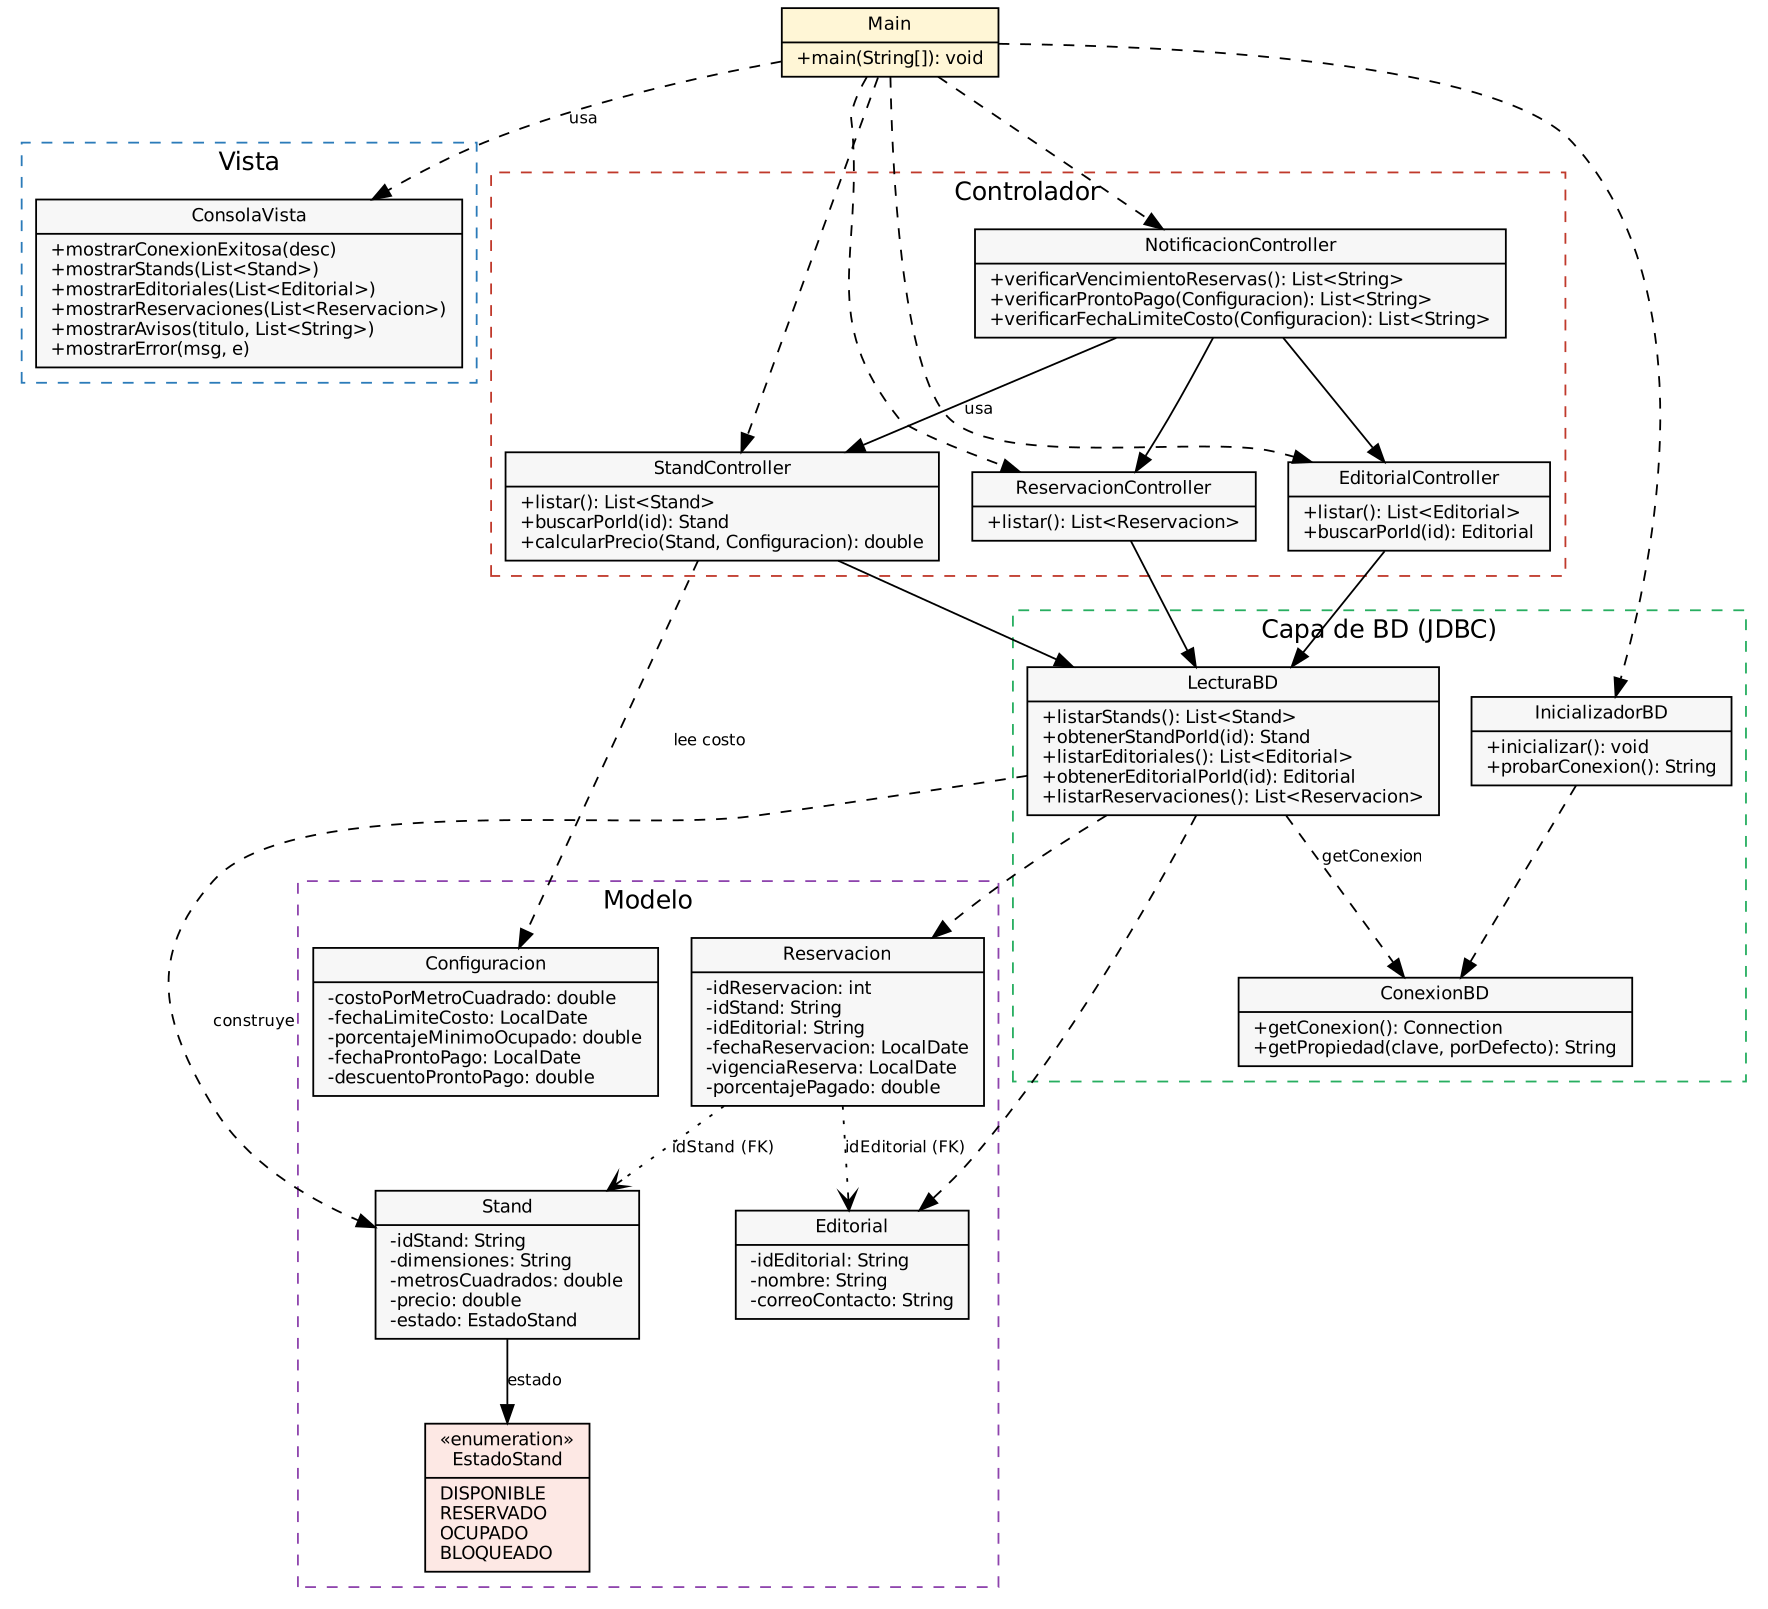 Main
+main(String[]): void
usa
Vista
ConsolaVista
+mostrarConexionExitosa(desc)
+mostrarStands(List<Stand>)
+mostrarEditoriales(List<Editorial>)
+mostrarReservaciones(List<Reservacion>)
+mostrarAvisos(titulo, List<String>)
+mostrarError(msg, e)
Controlador
NotificacionController
+verificarVencimientoReservas(): List<String>
+verificarProntoPago(Configuracion): List<String>
+verificarFechaLimiteCosto(Configuracion): List<String>
usa
StandController
+listar(): List<Stand>
+buscarPorId(id): Stand
+calcularPrecio(Stand, Configuracion): double
ReservacionController
+listar(): List<Reservacion>
EditorialController
+listar(): List<Editorial>
+buscarPorId(id): Editorial
Capa de BD (JDBC)
LecturaBD
+listarStands(): List<Stand>
+obtenerStandPorId(id): Stand
+listarEditoriales(): List<Editorial>
+obtenerEditorialPorId(id): Editorial
+listarReservaciones(): List<Reservacion>
InicializadorBD
+inicializar(): void
+probarConexion(): String
lee costo
getConexion
ConexionBD
+getConexion(): Connection
+getPropiedad(clave, porDefecto): String
Modelo
Configuracion
-costoPorMetroCuadrado: double
-fechaLimiteCosto: LocalDate
-porcentajeMinimoOcupado: double
-fechaProntoPago: LocalDate
-descuentoProntoPago: double
Reservacion
-idReservacion: int
-idStand: String
-idEditorial: String
-fechaReservacion: LocalDate
-vigenciaReserva: LocalDate
-porcentajePagado: double
construye
idStand (FK)
idEditorial (FK)
Stand
-idStand: String
-dimensiones: String
-metrosCuadrados: double
-precio: double
-estado: EstadoStand
Editorial
-idEditorial: String
-nombre: String
-correoContacto: String
estado
«enumeration»
EstadoStand
DISPONIBLE
RESERVADO
OCUPADO
BLOQUEADO